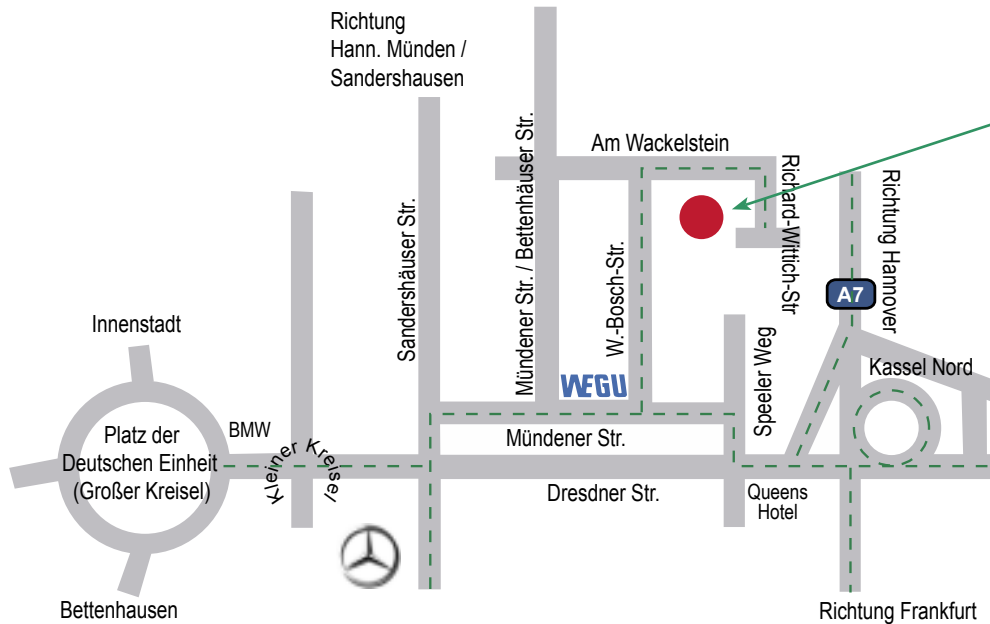 Richtung
Hann. Münden /
Sandershausen
Am Wackelstein
Sandershäuser Str.
Mündener Str. / Bettenhäuser Str.
W.-Bosch-Str.
Richard-Wittich-Str
Richtung Hannover
A7
Innenstadt
Speeler Weg
Kassel Nord
WEGU
BMW
Platz der
Deutschen Einheit
(Großer Kreisel)
Kleiner Kreisel
Mündener Str.
Dresdner Str.
Queens
Hotel
Bettenhausen
Richtung Frankfurt